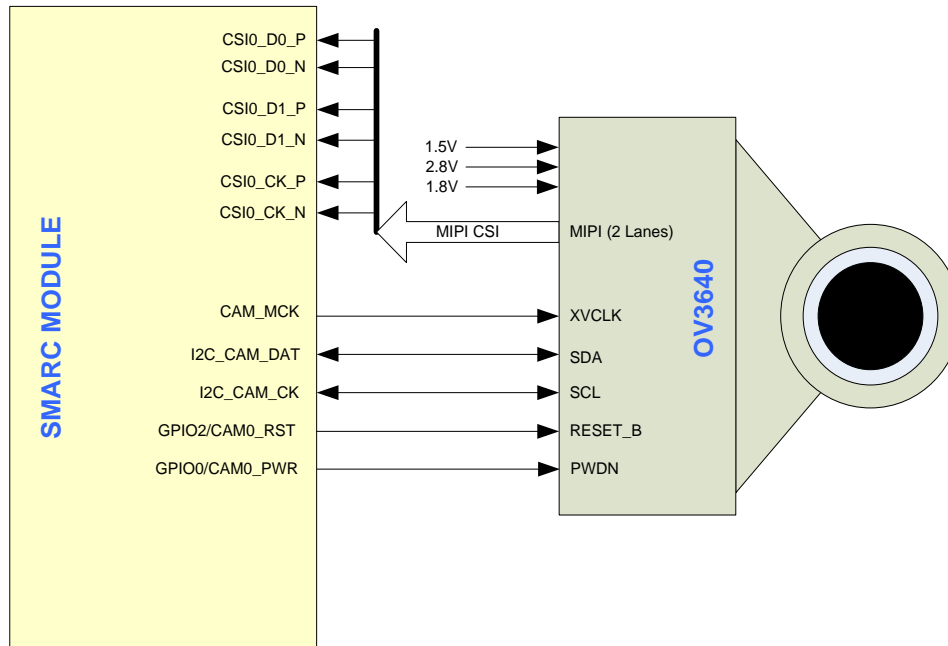 CSI0_D0_P
CSI0_D0_N
CSI0_D1_P
CSI0_D1_N
CSI0_CK_P
CSI0_CK_N
1.5V
2.8V
1.8V
MIPI CSI
MIPI (2 Lanes)
SMARC MODULE
OV3640
CAM_MCK
XVCLK
I2C_CAM_DAT
SDA
I2C_CAM_CK
SCL
GPIO2/CAM0_RST
RESET_B
GPIO0/CAM0_PWR
PWDN